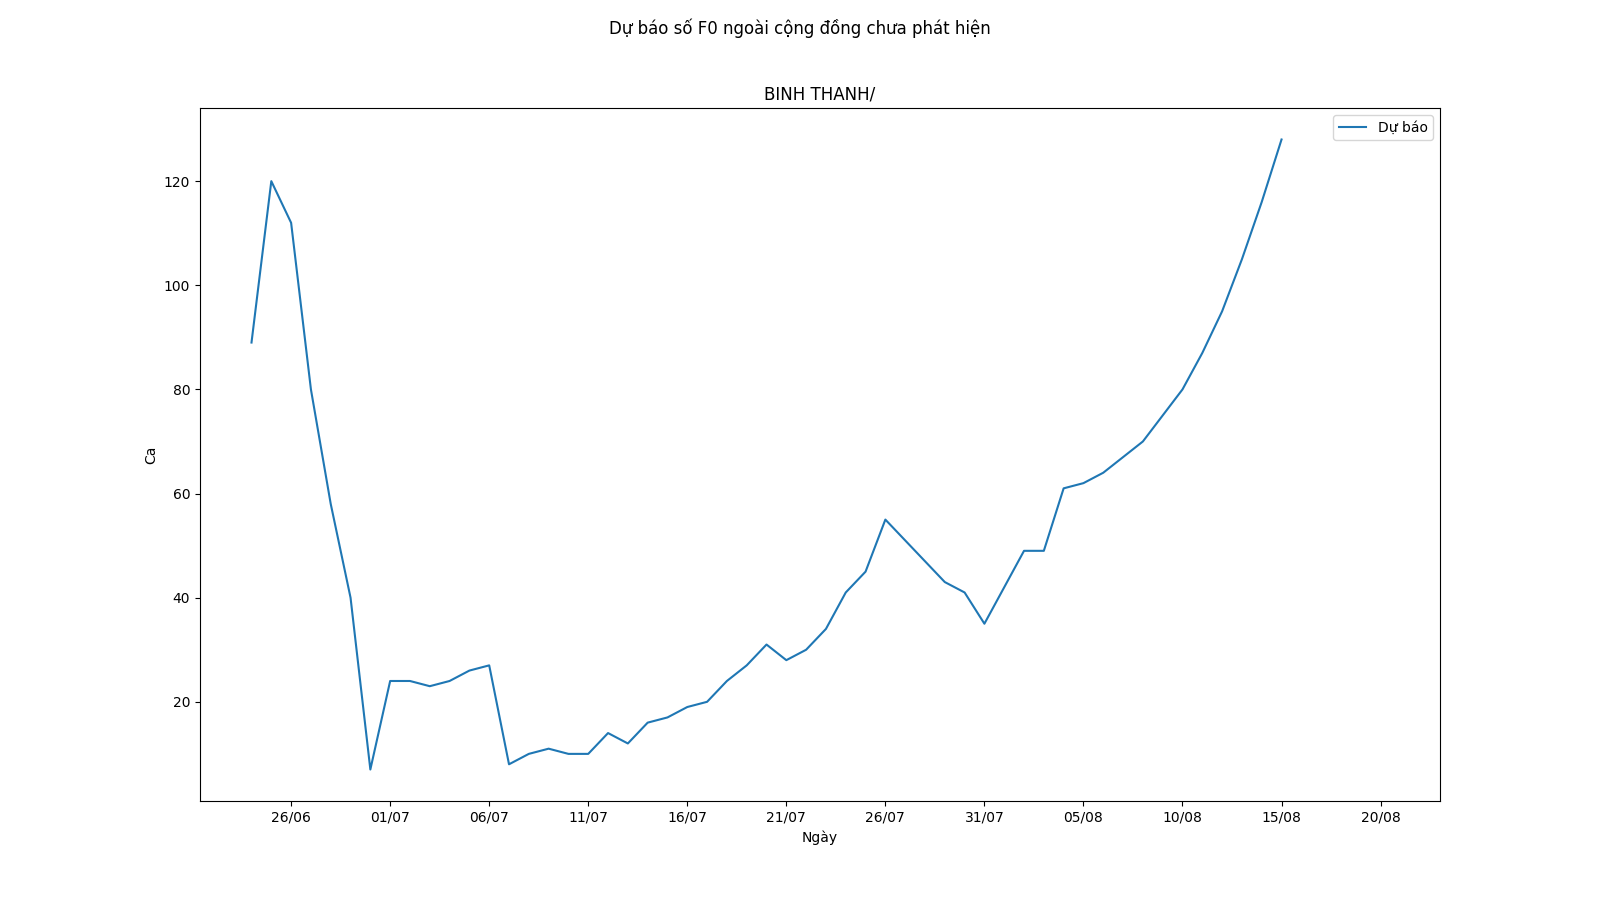 Dự báo số F0 ngoài cộng đồng chưa phát hiện
BINH THANH/
Dự báo
120
100
80
60
40
20
Ca
26/06 01/07 06/07 11/07 16/07 21/07 26/07 31/07 05/08 10/08 15/08 20/08
Ngày